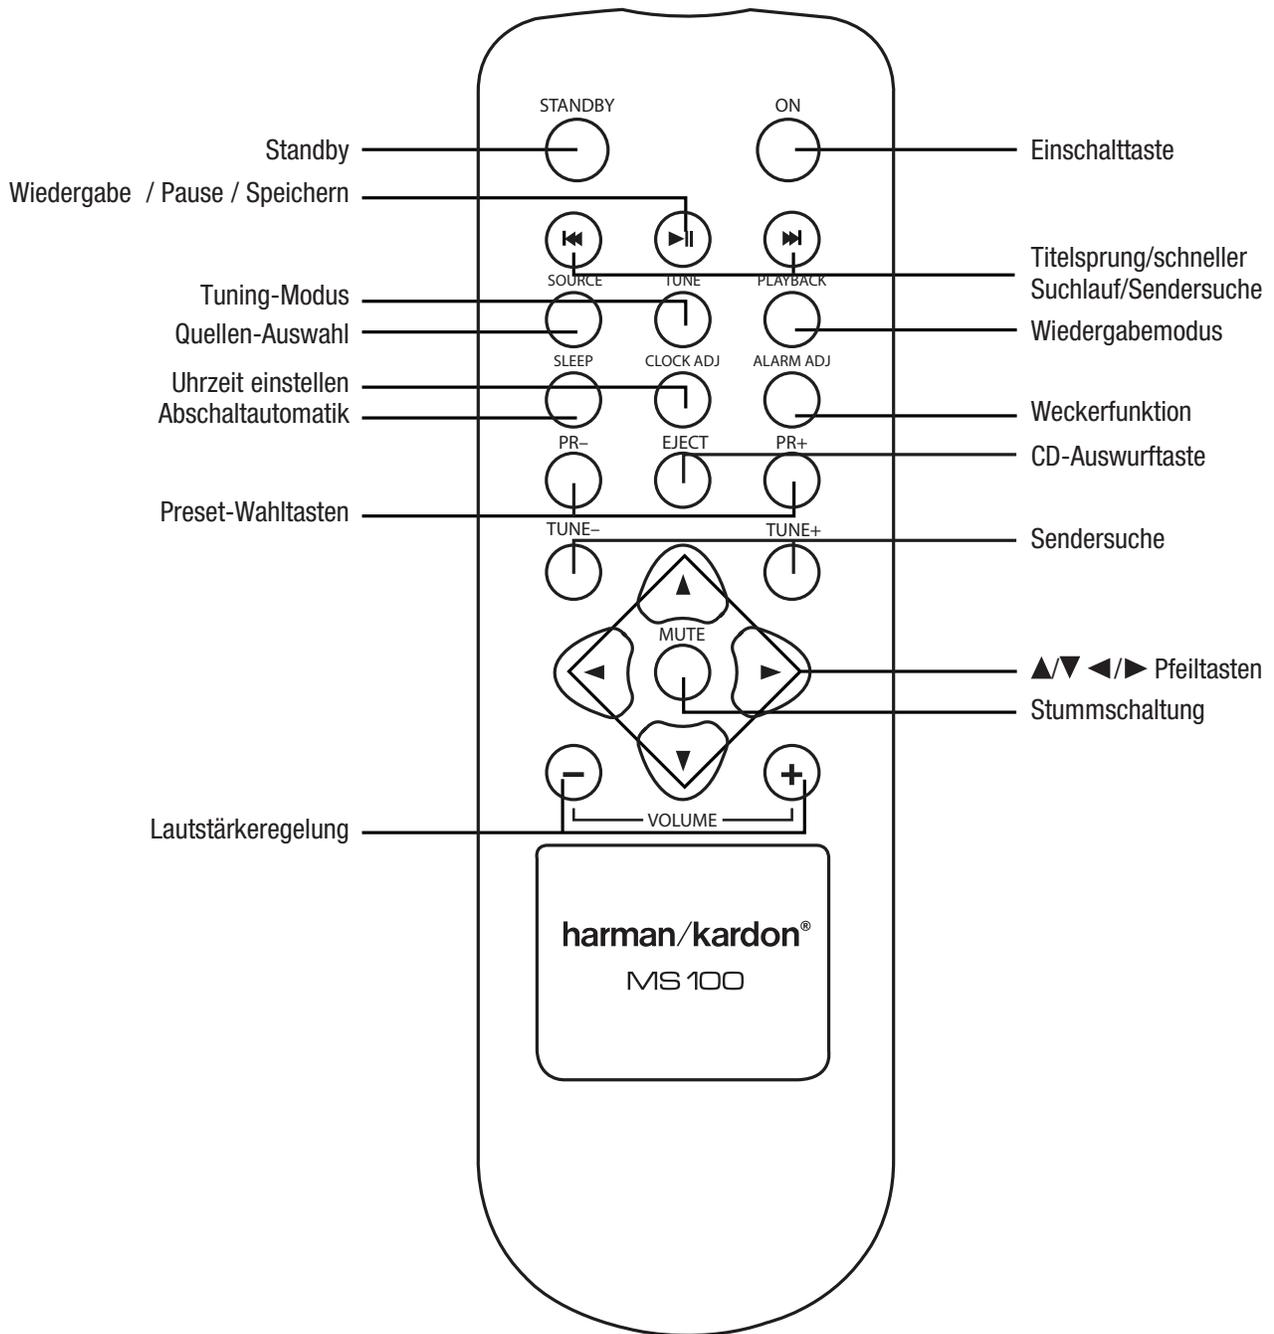 STANDBY ON
Standby
Einschalttaste
Wiedergabe / Pause / Speichern
Titelsprung/schneller
Suchlauf/Sendersuche
SOURCE TUNE PLAYBACK
Tuning-Modus
Quellen-Auswahl
Wiedergabemodus
SLEEP CLOCK ADJ ALARM ADJ
Uhrzeit einstellen
Abschaltautomatik
Weckerfunktion
PR– EJECT PR+
CD-Auswurftaste
Preset-Wahltasten
TUNE– TUNE+
Sendersuche
MUTE
▲/▼ ◄/► Pfeiltasten
Stummschaltung
– +
VOLUME
Lautstärkeregelung
harman/kardon®
MS 100